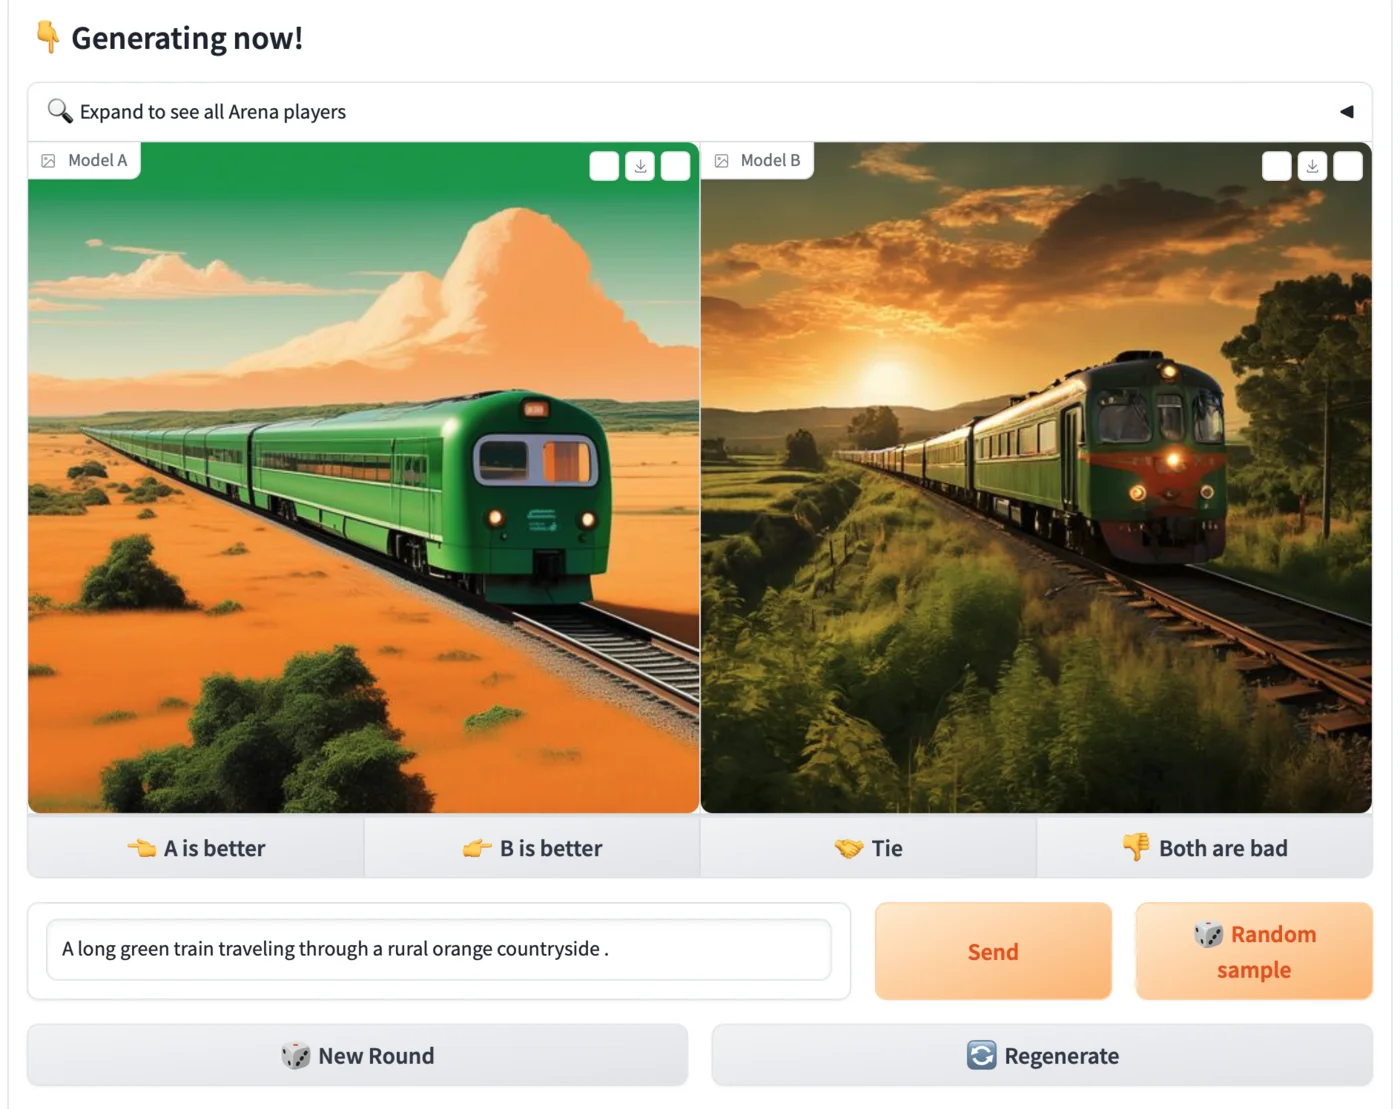 👇 Generating now!
🔍 Expand to see all Arena players
Model A
Model B
👈 A is better
👉 B is better
🤝 Tie
👎 Both are bad
A long green train traveling through a rural orange countryside .
Send
🎲 Random
sample
🎲 New Round
🔄 Regenerate